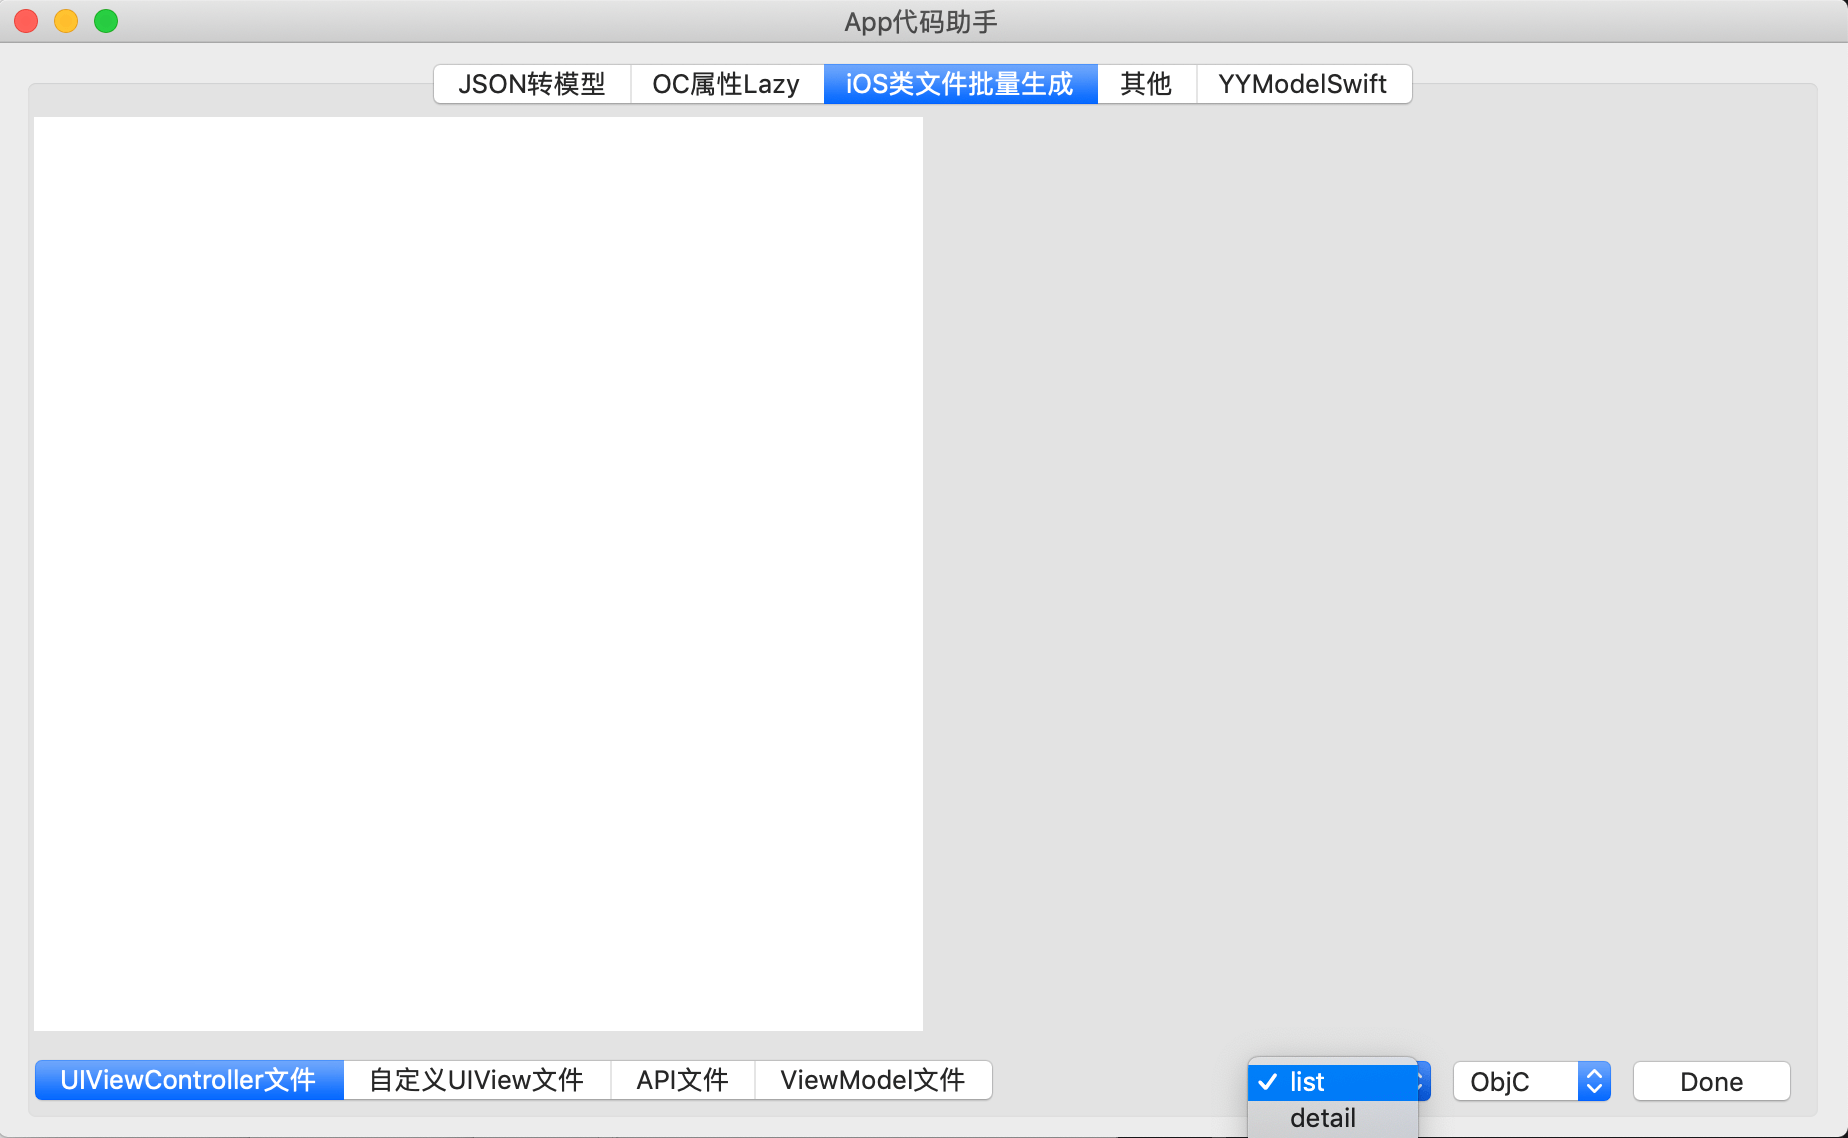 App代码助手
JSON转模型 OC属性Lazy iOS类文件批量生成 其他 YYModelSwift
UIViewController文件 自定义UIView文件 API文件 ViewModel文件 list ObjC Done
detail